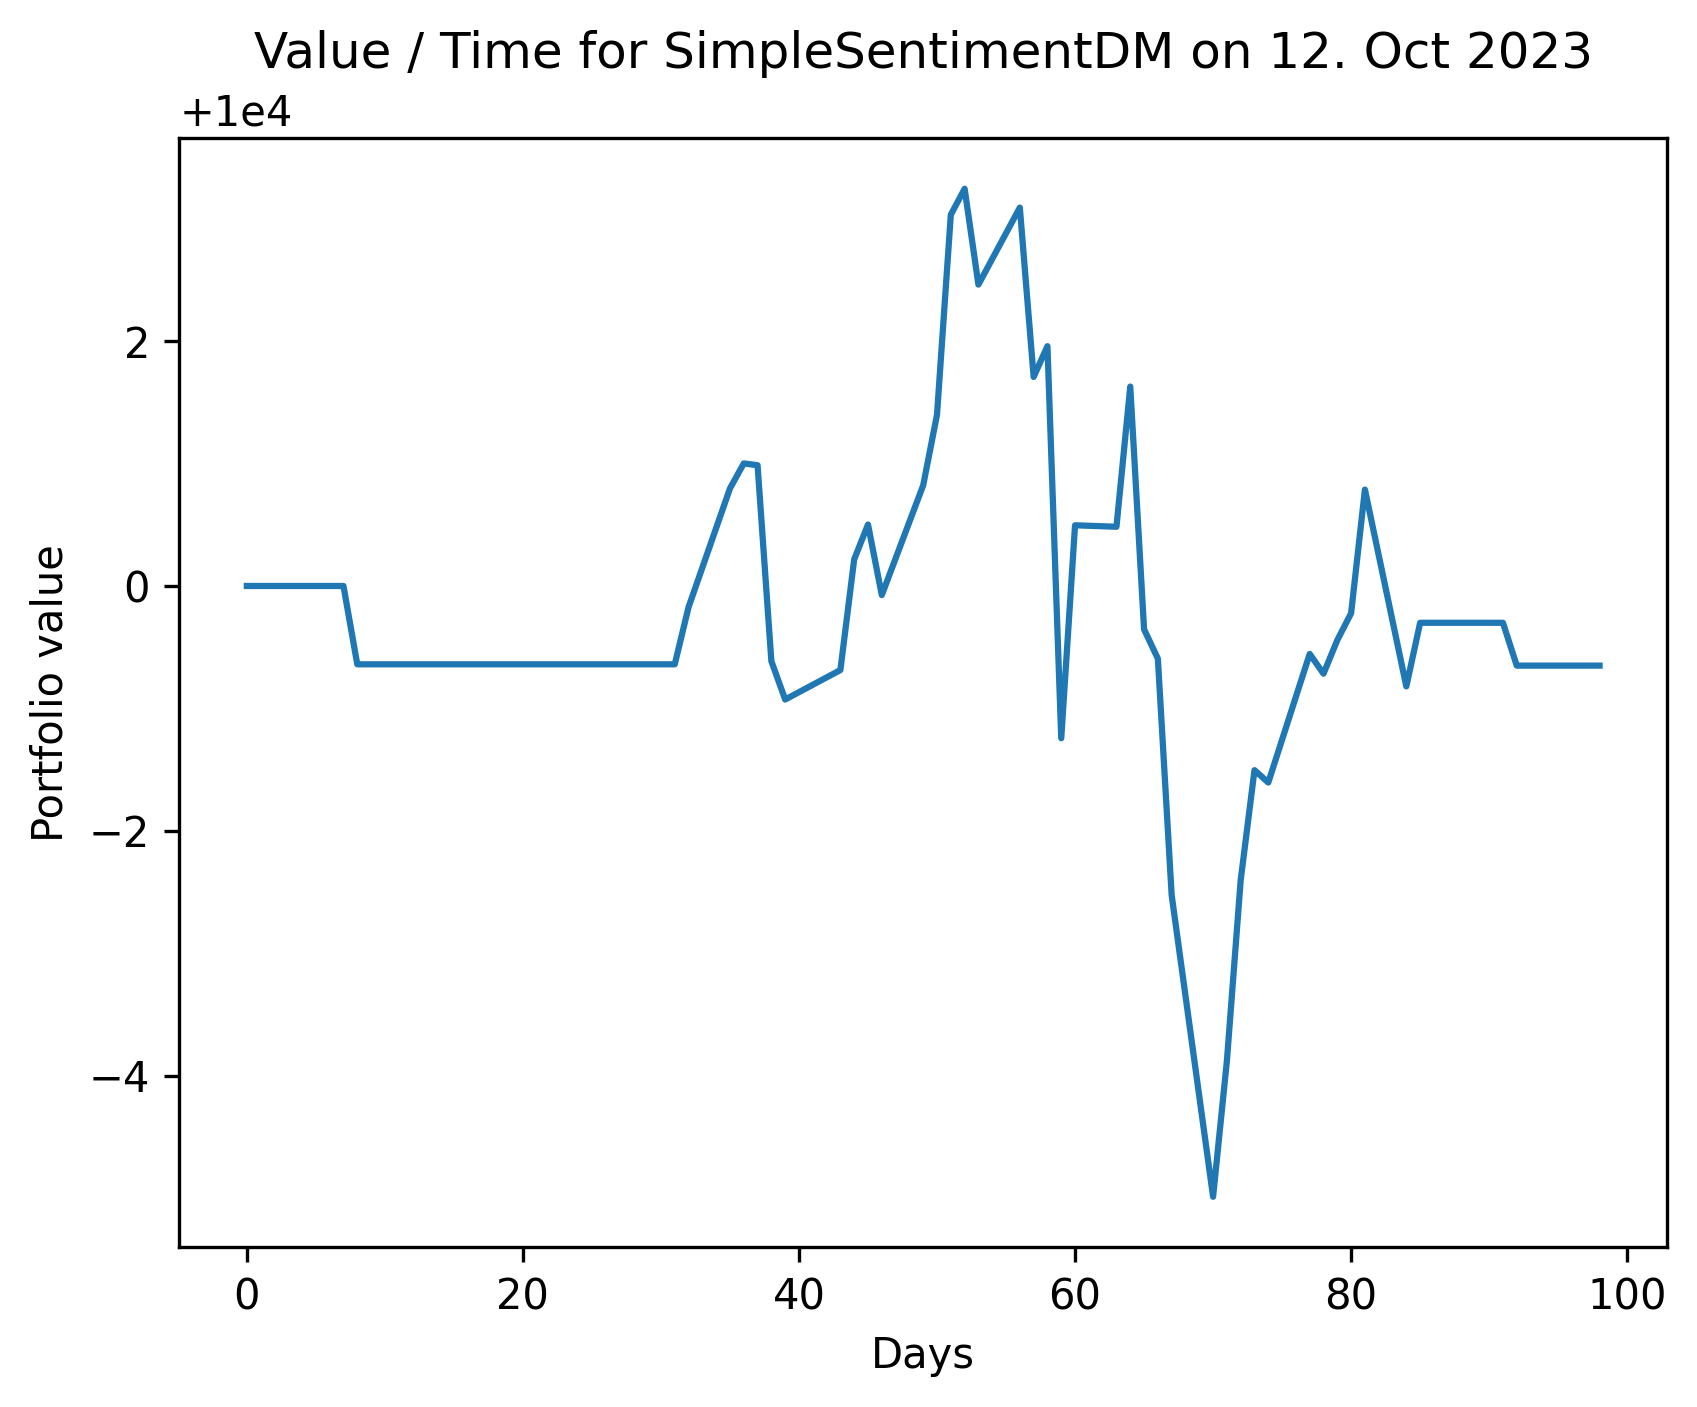 Value / Time for SimpleSentimentDM on 12. Oct 2023
+1e4
2
0
−2
−4
Portfolio value
0 20 40 60 80 100
Days